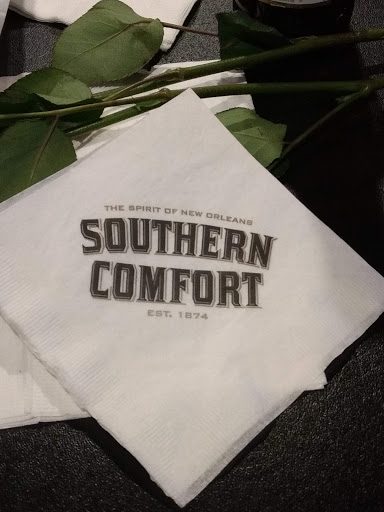 THE SPIRIT OF NEW ORLEANS
SOUTHERN
COMFORT
EST. 1874